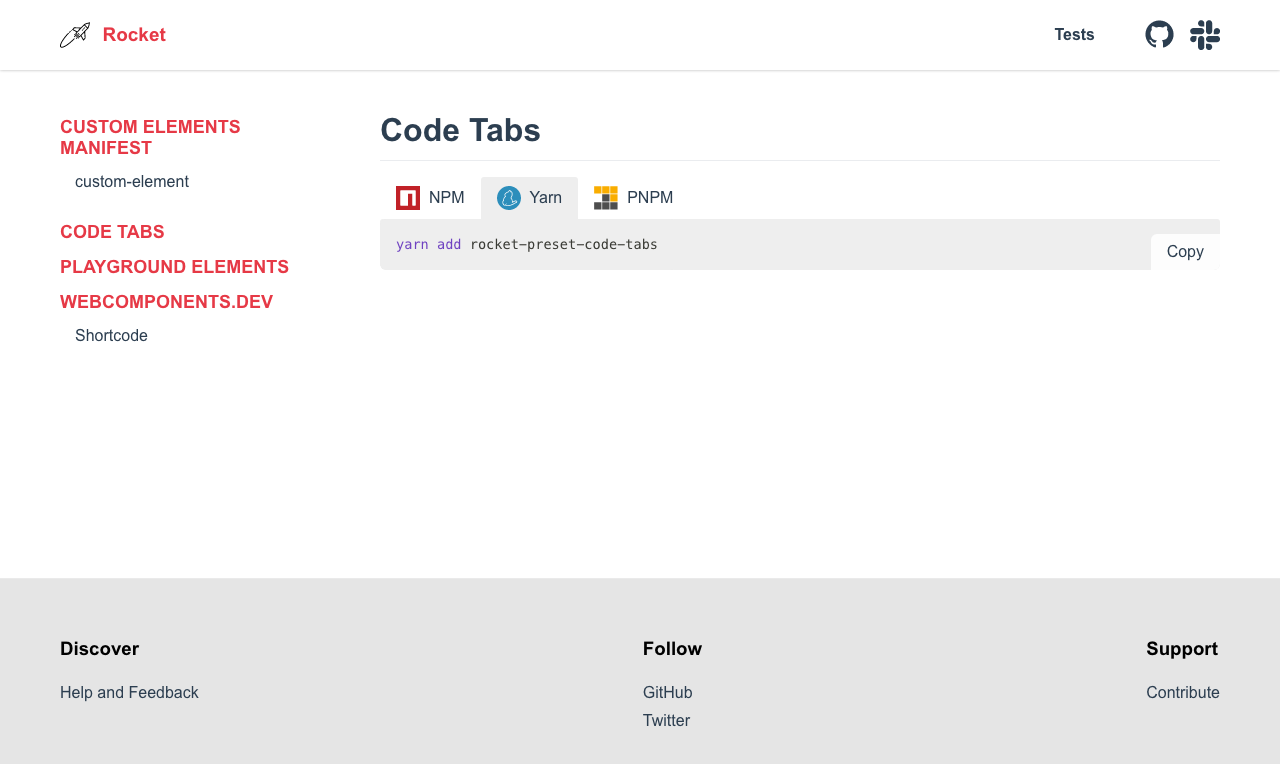 Rocket
Tests
CUSTOM ELEMENTS
MANIFEST
custom-element
CODE TABS
PLAYGROUND ELEMENTS
WEBCOMPONENTS.DEV
Shortcode
Code Tabs
NPM Yarn PNPM
yarn add rocket-preset-code-tabs
Copy
Discover
Help and Feedback
Follow
GitHub
Twitter
Support
Contribute